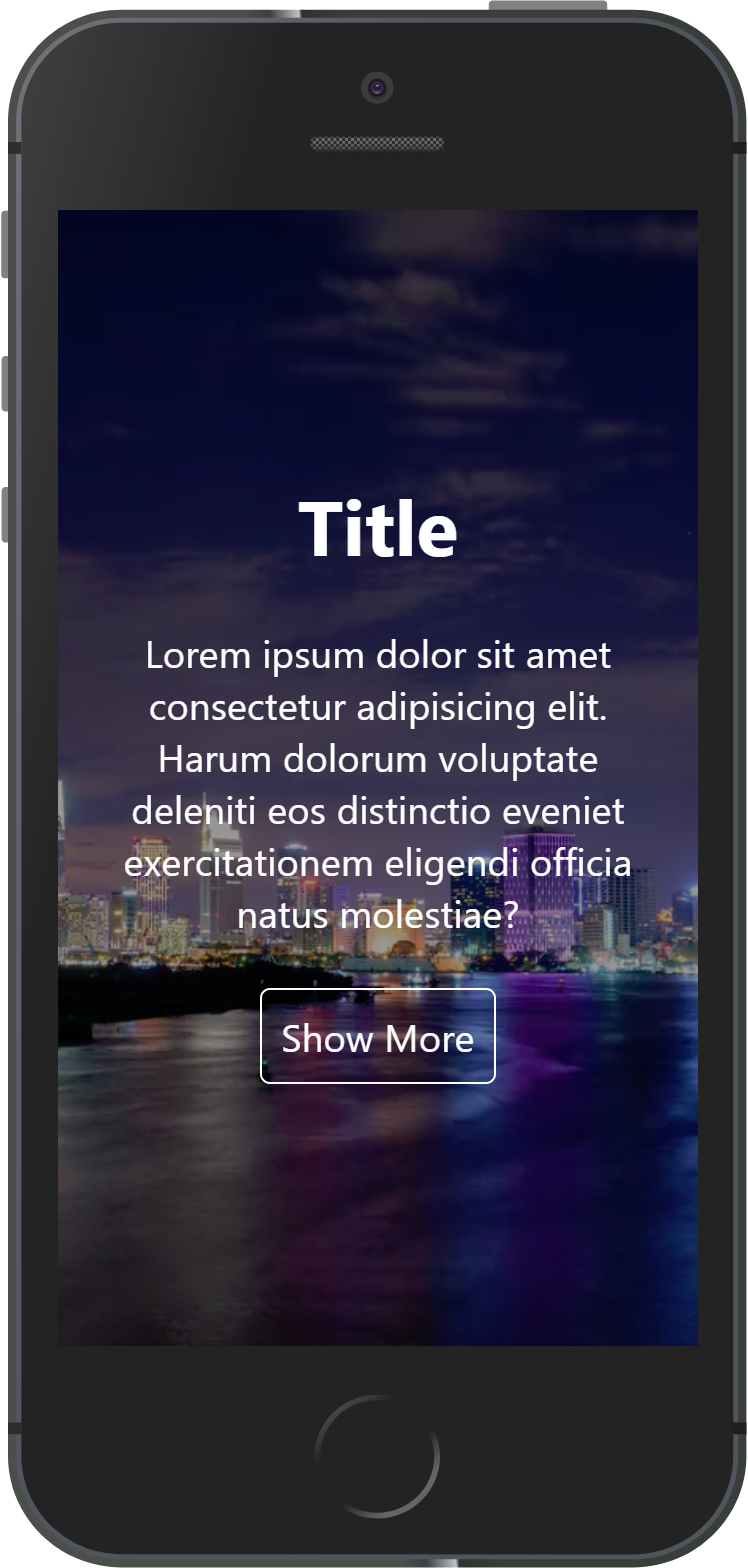 Title
Lorem ipsum dolor sit amet
consectetur adipisicing elit.
Harum dolorum voluptate
deleniti eos distinctio eveniet
exercitationem eligendi officia
natus molestiae?
Show More